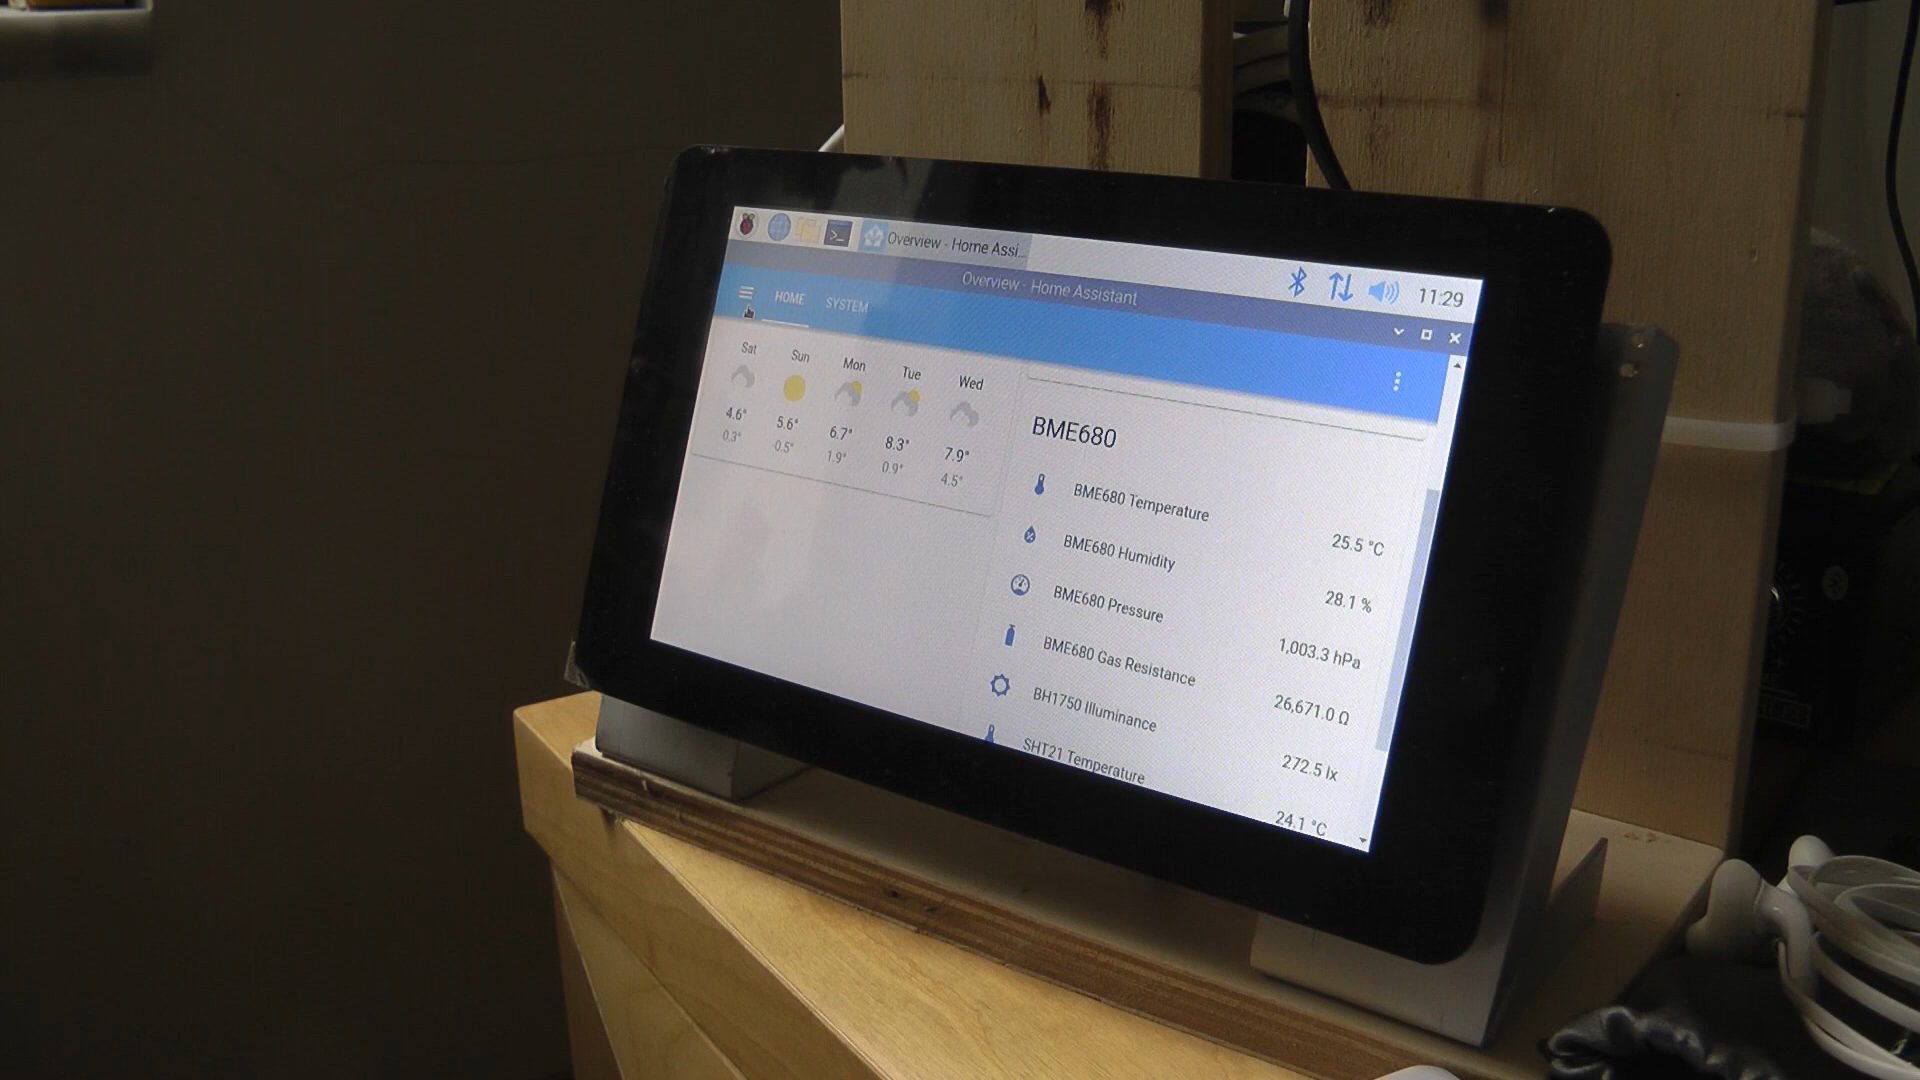 Overview - Home Assi...
11:29
Overview - Home Assistant
HOME SYSTEM
Sat Sun Mon Tue Wed
4.6° 5.6° 6.7° 8.3° 7.9°
0.3° 0.5° 1.9° 0.9° 4.5°
BME680
BME680 Temperature 25.5 °C
BME680 Humidity 28.1 %
BME680 Pressure 1,003.3 hPa
BME680 Gas Resistance 26,671.0 Ω
BH1750 Illuminance 272.5 lx
SHT21 Temperature 24.1 °C